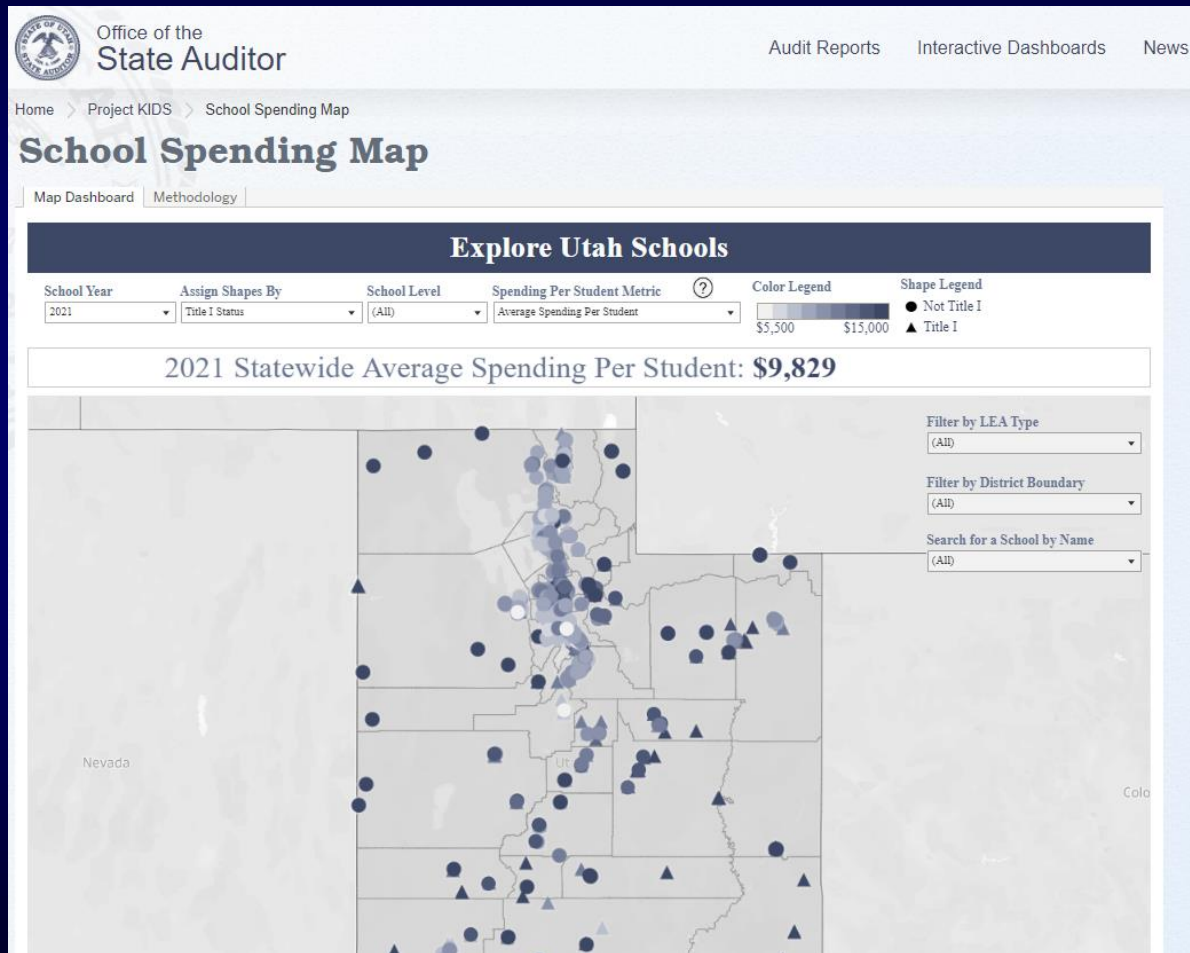 Office of the
State Auditor
Audit Reports
Interactive Dashboards
News
Home
Project KIDS
School Spending Map
School Spending Map
Map Dashboard
Methodology
Explore Utah Schools
School Year
2021
Assign Shapes By
Title I Status
School Level
(All)
Spending Per Student Metric
?
Average Spending Per Student
Color Legend
$5,500
$15,000
Shape Legend
Not Title I
Title I
2021 Statewide Average Spending Per Student: $9,829
Filter by LEA Type
(All)
Filter by District Boundary
(All)
Search for a School by Name
(All)
Nevada
Ut
Colo